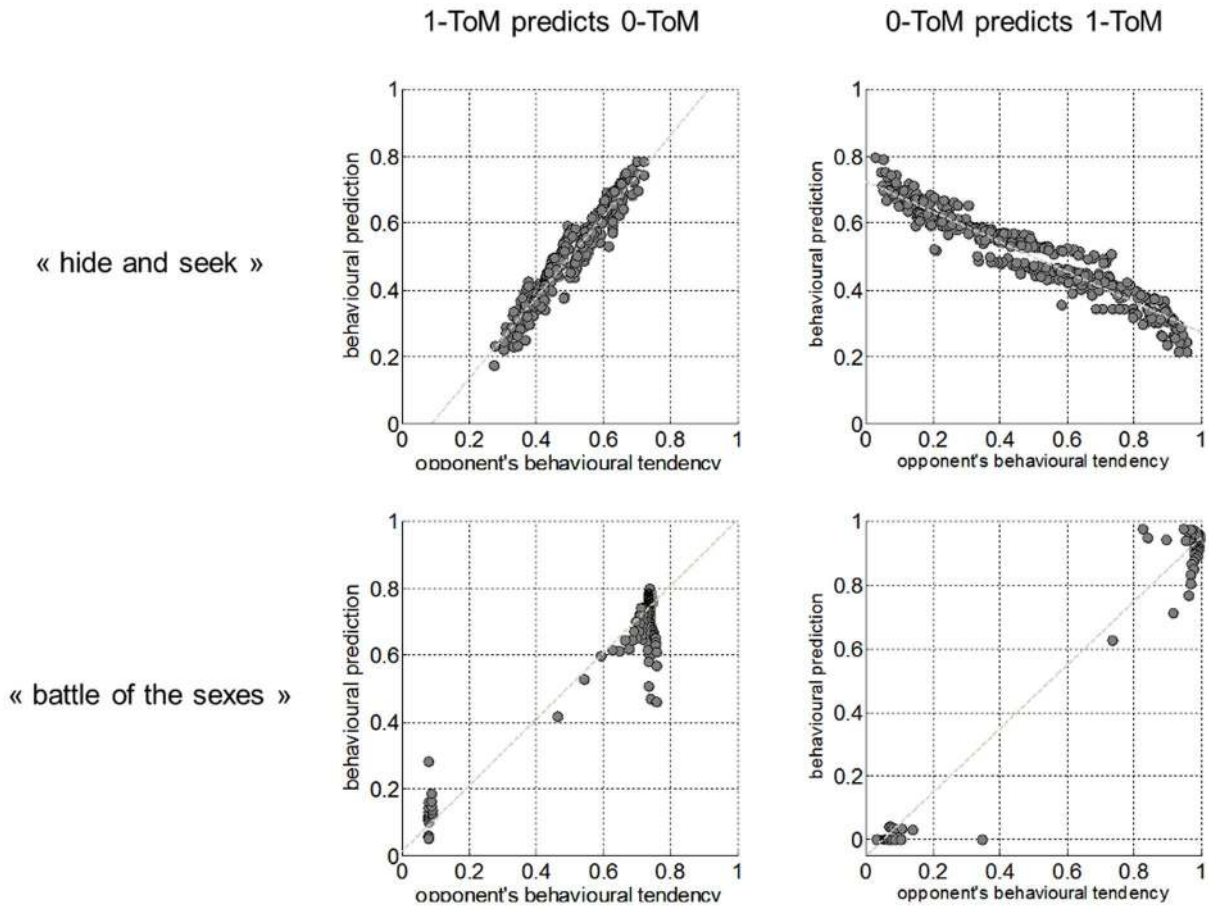 1-ToM predicts 0-ToM
0-ToM predicts 1-ToM
« hide and seek »
behavioural prediction
1
0.8
0.6
0.4
0.2
0
0 0.2 0.4 0.6 0.8 1
opponent's behavioural tendency
behavioural prediction
1
0.8
0.6
0.4
0.2
0
0 0.2 0.4 0.6 0.8 1
opponent's behavioural tendency
« battle of the sexes »
behavioural prediction
1
0.8
0.6
0.4
0.2
0
0 0.2 0.4 0.6 0.8 1
opponent's behavioural tendency
behavioural prediction
1
0.8
0.6
0.4
0.2
0
0 0.2 0.4 0.6 0.8 1
opponent's behavioural tendency